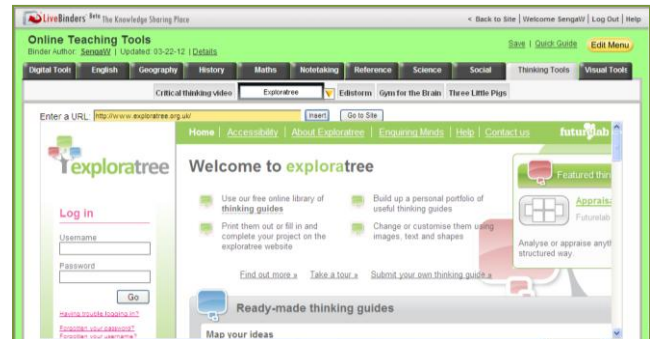 LiveBinders Beta The Knowledge Sharing Place
< Back to Site | Welcome SengaW | Log Out | Help
Online Teaching Tools
Binder Author: SengaW | Updated: 03-22-12 | Details
Save | Quick Guide Edit Menu
Digital Tools English Geography History Maths Notetaking Reference Science Social Thinking Tools Visual Tools
Critical thinking video Exploratree Edistorm Gym for the Brain Three Little Pigs
Enter a URL: http://www.exploratree.org.uk/ Insert Go to Site
Home | Accessibility | About Exploratree | Enquiring Minds | Help | Contact us futurelab
exploratree
Log in
Username
Password
Go
Having trouble logging in?
Forgotten your password?
Forgotten your username?
Welcome to exploratree
Use our free online library of
thinking guides
Print them out or fill in and
complete your project on the
exploratree website
Build up a personal portfolio of
useful thinking guides
Change or customise them using
images, text and shapes
Find out more » Take a tour » Submit your own thinking guide »
Ready-made thinking guides
Map your ideas
Featured thin
Appraisa
Futurelab
Analyse or appraise anyth
structured way